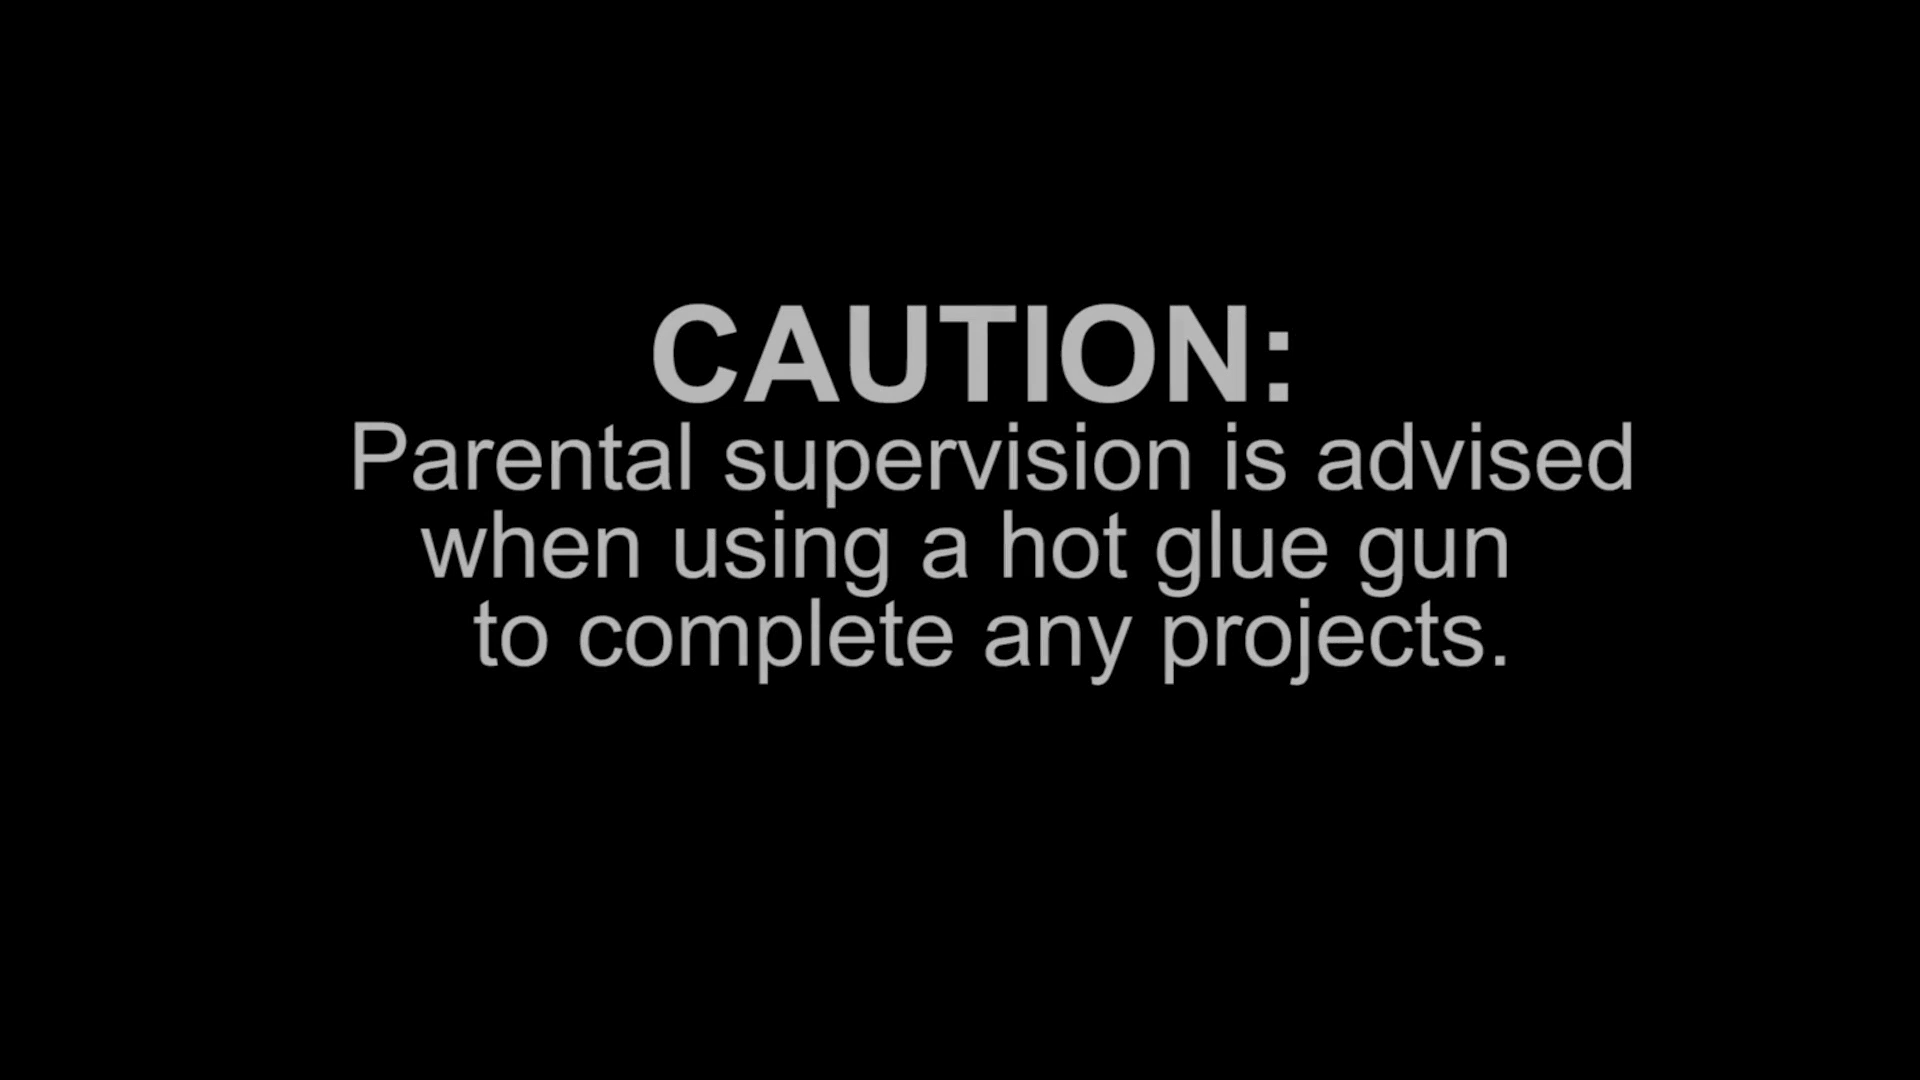 CAUTION:
Parental supervision is advised
when using a hot glue gun
to complete any projects.